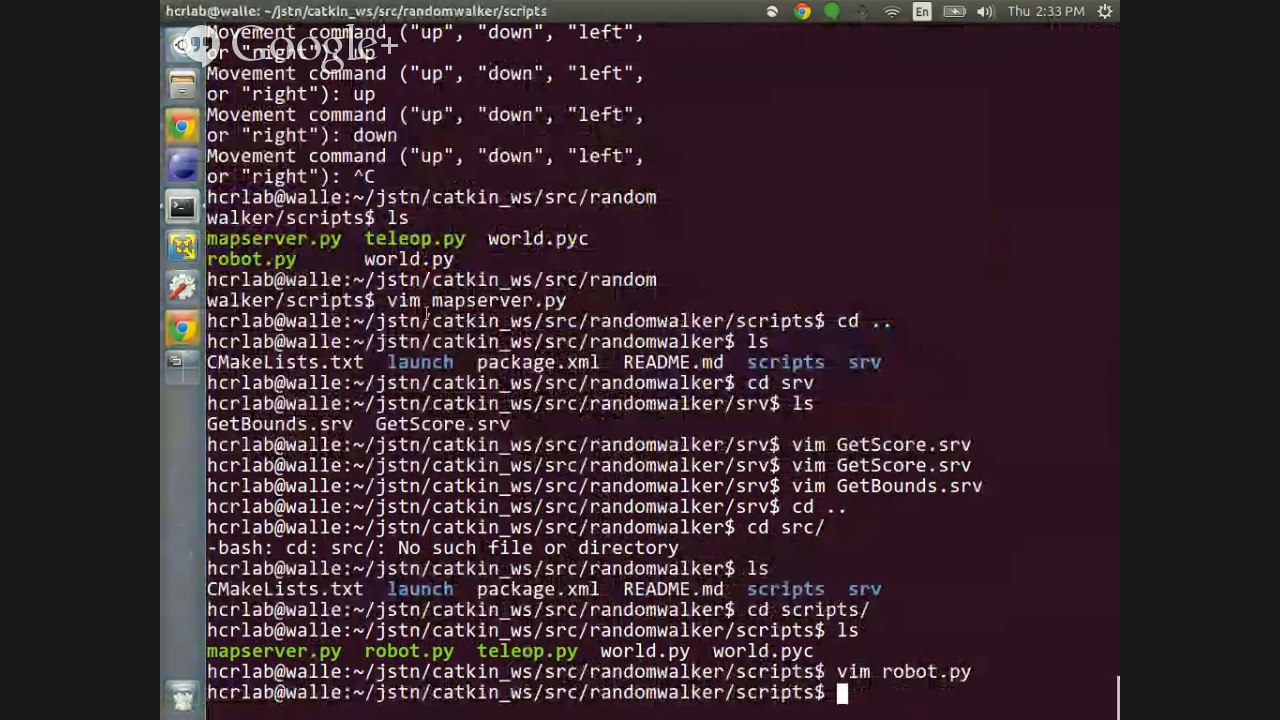 hcrlab@walle: ~/jstn/catkin_ws/src/randomwalker/scripts
En
Thu 2:33 PM
Google+
Movement command ("up", "down", "left",
or "right"): up
Movement command ("up", "down", "left",
or "right"): up
Movement command ("up", "down", "left",
or "right"): down
Movement command ("up", "down", "left",
or "right"): ^C
hcrlab@walle:~/jstn/catkin_ws/src/random
walker/scripts$ ls
mapserver.py teleop.py world.pyc
robot.py world.py
hcrlab@walle:~/jstn/catkin_ws/src/random
walker/scripts$ vim mapserver.py
hcrlab@walle:~/jstn/catkin_ws/src/randomwalker/scripts$ cd ..
hcrlab@walle:~/jstn/catkin_ws/src/randomwalker$ ls
CMakeLists.txt launch package.xml README.md scripts srv
hcrlab@walle:~/jstn/catkin_ws/src/randomwalker$ cd srv
hcrlab@walle:~/jstn/catkin_ws/src/randomwalker/srv$ ls
GetBounds.srv GetScore.srv
hcrlab@walle:~/jstn/catkin_ws/src/randomwalker/srv$ vim GetScore.srv
hcrlab@walle:~/jstn/catkin_ws/src/randomwalker/srv$ vim GetScore.srv
hcrlab@walle:~/jstn/catkin_ws/src/randomwalker/srv$ vim GetBounds.srv
hcrlab@walle:~/jstn/catkin_ws/src/randomwalker/srv$ cd ..
hcrlab@walle:~/jstn/catkin_ws/src/randomwalker$ cd src/
-bash: cd: src/: No such file or directory
hcrlab@walle:~/jstn/catkin_ws/src/randomwalker$ ls
CMakeLists.txt launch package.xml README.md scripts srv
hcrlab@walle:~/jstn/catkin_ws/src/randomwalker$ cd scripts/
hcrlab@walle:~/jstn/catkin_ws/src/randomwalker/scripts$ ls
mapserver.py robot.py teleop.py world.py world.pyc
hcrlab@walle:~/jstn/catkin_ws/src/randomwalker/scripts$ vim robot.py
hcrlab@walle:~/jstn/catkin_ws/src/randomwalker/scripts$